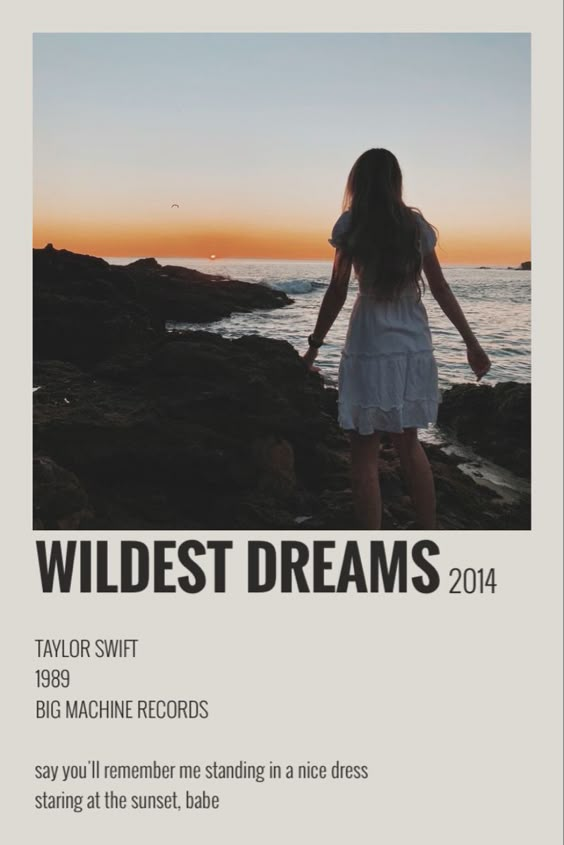 WILDEST DREAMS 2014
TAYLOR SWIFT
1989
BIG MACHINE RECORDS
say you'll remember me standing in a nice dress
staring at the sunset, babe